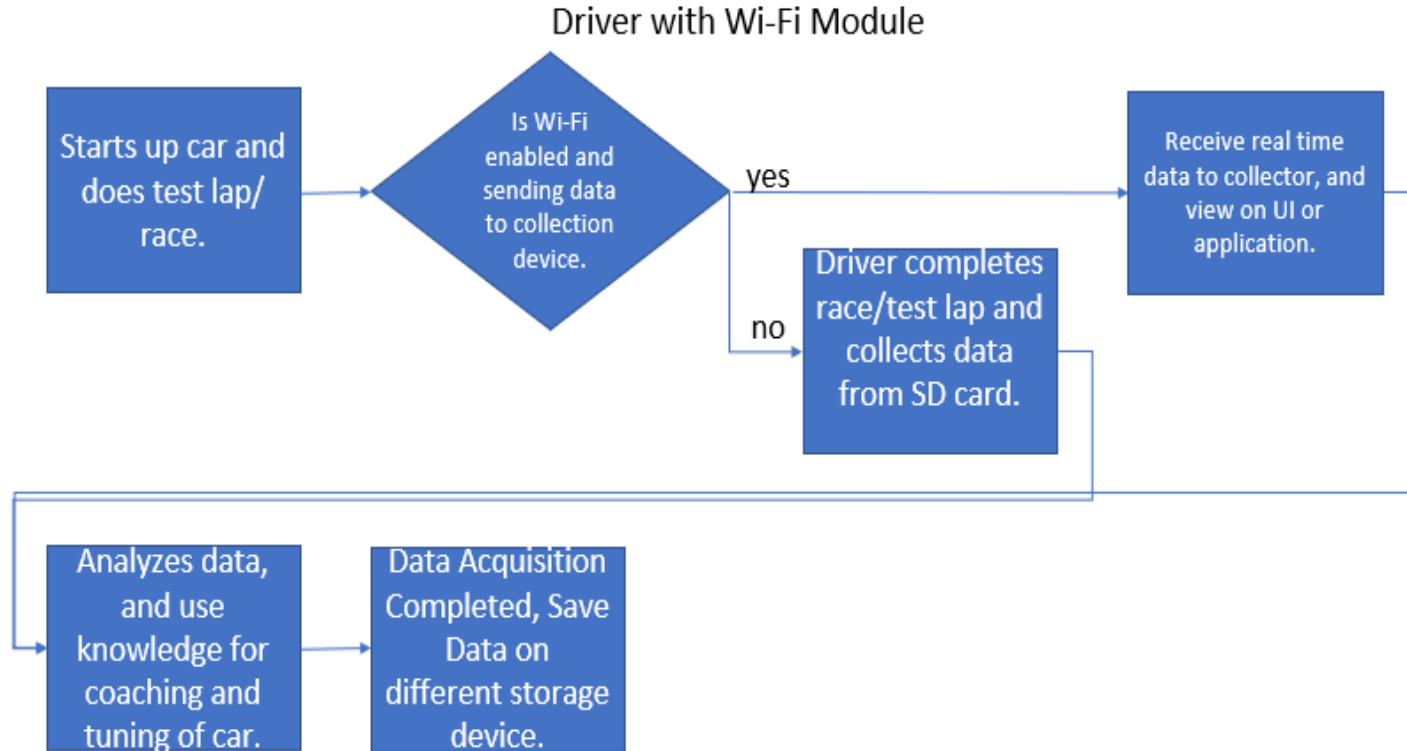 Driver with Wi-Fi Module
Starts up car and
does test lap/
race.
Is Wi-Fi
enabled and
sending data
to collection
device.
yes
no
Receive real time
data to collector, and
view on UI or
application.
Driver completes
race/test lap and
collects data
from SD card.
Analyzes data,
and use
knowledge for
coaching and
tuning of car.
Data Acquisition
Completed, Save
Data on
different storage
device.